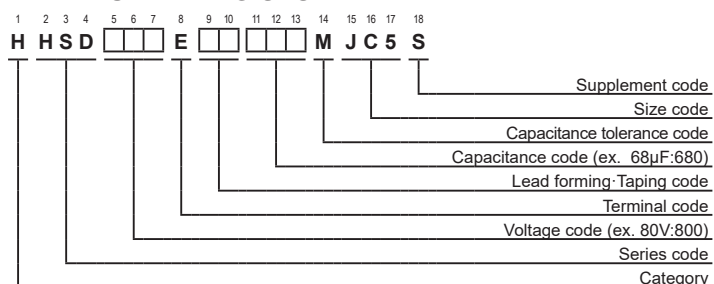 1 2 3 4 5 6 7 8 9 10 11 12 13 14 15 16 17 18
H H S D □□□ E □□ □□□ M J C 5 S
Supplement code
Size code
Capacitance tolerance code
Capacitance code (ex. 68µF:680)
Lead forming·Taping code
Terminal code
Voltage code (ex. 80V:800)
Series code
Category